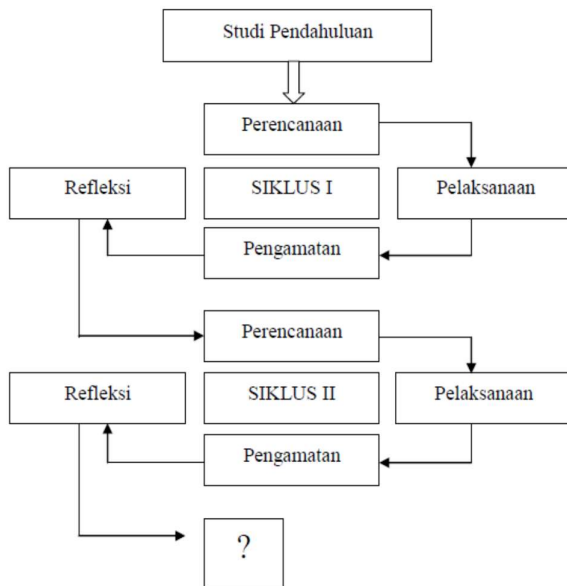 Studi Pendahuluan
Perencanaan
Refleksi
SIKLUS I
Pelaksanaan
Pengamatan
Perencanaan
Refleksi
SIKLUS II
Pelaksanaan
Pengamatan
?